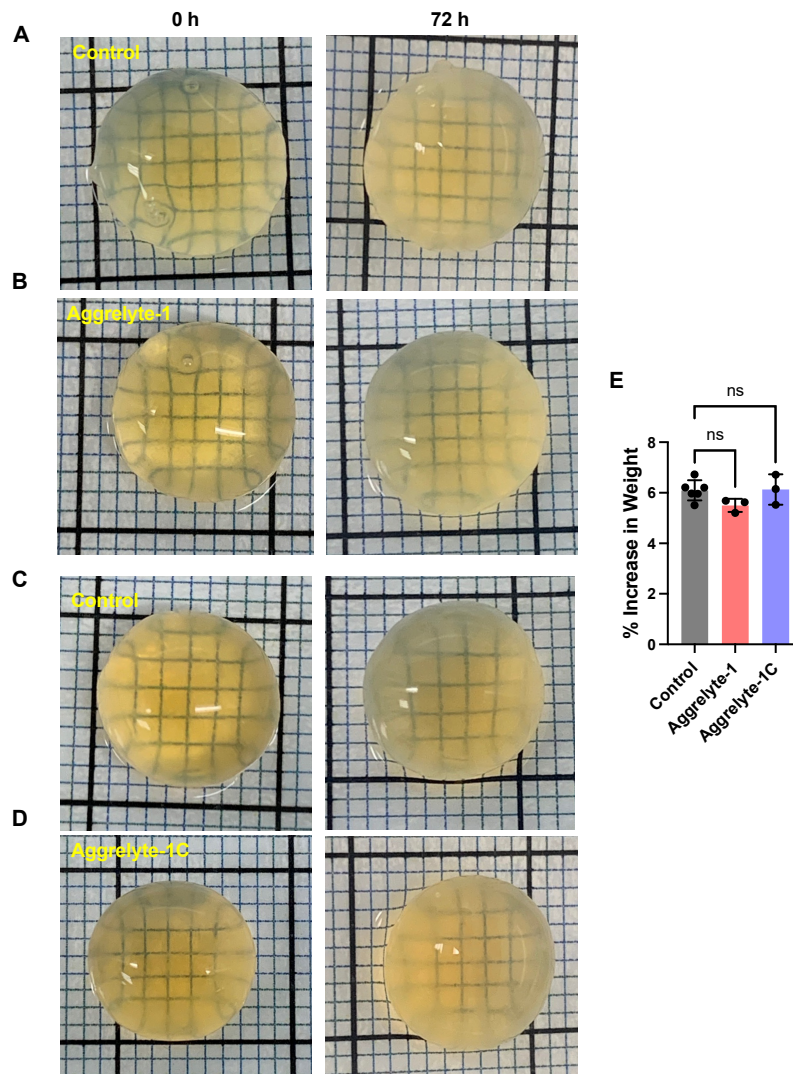 0 h 72 h
A
Control
B
Aggrelyte-1
C
Control
D
Aggrelyte-1C
E
ns
ns
% Increase in Weight
8
6
4
2
0
Control
Aggrelyte-1
Aggrelyte-1C